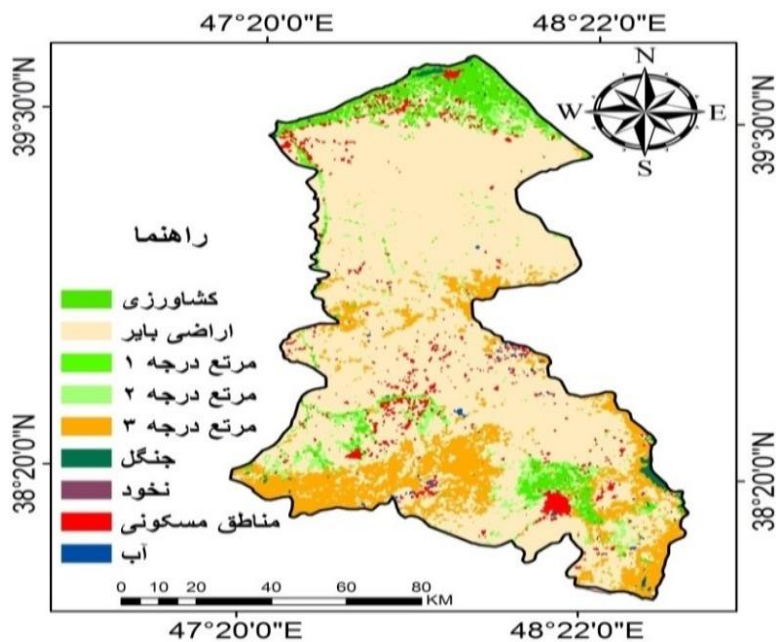 47°20'0"E 48°22'0"E
39°30'0"N
39°30'0"N
N
W E
S
راهنما
کشاورزی
اراضی بایر
مرتع درجه ۱
مرتع درجه ۲
مرتع درجه ۳
جنگل
نخود
مناطق مسکونی
آب
38°20'0"N
38°20'0"N
0 5 10 20 40 60 80
KM
47°20'0"E 48°22'0"E